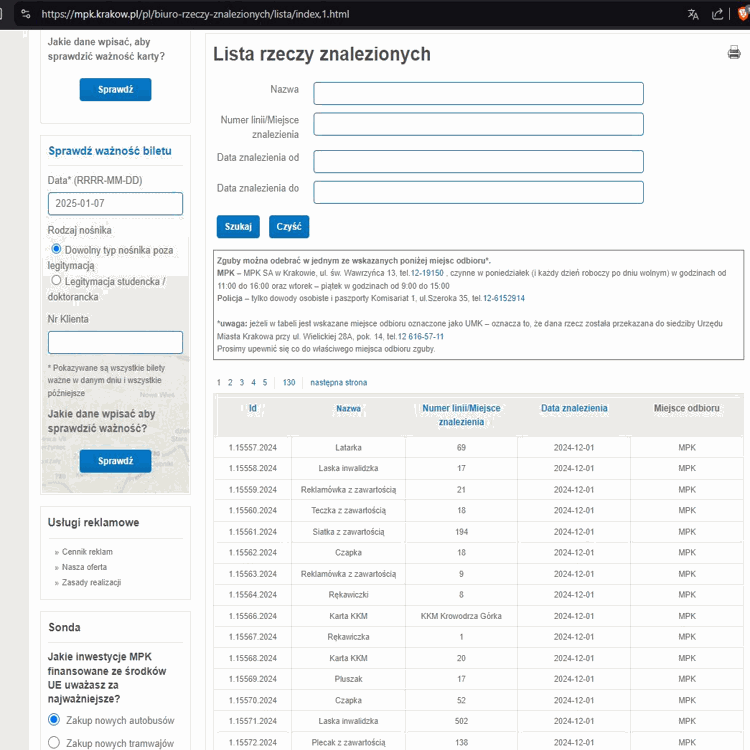 https://mpk.krakow.pl/pl/biuro-rzeczy-znalezionych/lista/index,1.html
Jakie dane wpisać, aby
sprawdzić ważność karty?
Sprawdź
Sprawdź ważność biletu
Data* (RRRR-MM-DD)
2025-01-07
Rodzaj nośnika
Dowolny typ nośnika poza
legitymacją
Legitymacja studencka /
doktorancka
Nr Klienta
* Pokazywane są wszystkie bilety
ważne w danym dniu i wszystkie
późniejsze
Jakie dane wpisać aby
sprawdzić ważność?
Sprawdź
Usługi reklamowe
» Cennik reklam
» Nasza oferta
» Zasady realizacji
Sonda
Jakie inwestycje MPK
finansowane ze środków
UE uważasz za
najważniejsze?
Zakup nowych autobusów
Zakup nowych tramwajów
Lista rzeczy znalezionych
Nazwa
Numer linii/Miejsce
znalezienia
Data znalezienia od
Data znalezienia do
Szukaj Czyść
Zguby można odebrać w jednym ze wskazanych poniżej miejsc odbioru*.
MPK – MPK SA w Krakowie, ul. św. Wawrzyńca 13, tel.12-19150 , czynne w poniedziałek (i każdy dzień roboczy po dniu wolnym) w godzinach od
11:00 do 16:00 oraz wtorek – piątek w godzinach od 9:00 do 15:00
Policja – tylko dowody osobiste i paszporty Komisariat 1, ul.Szeroka 35, tel.12-6152914
*uwaga: jeżeli w tabeli jest wskazane miejsce odbioru oznaczone jako UMK – oznacza to, że dana rzecz została przekazana do siedziby Urzędu
Miasta Krakowa przy ul. Wielickiej 28A, pok. 14, tel.12 616-57-11
Prosimy upewnić się co do właściwego miejsca odbioru zguby.
1 2 3 4 5 | 130 | następna strona
Id Nazwa Numer linii/Miejsce znalezienia Data znalezienia Miejsce odbioru
1.15557.2024 Latarka 69 2024-12-01 MPK
1.15558.2024 Laska inwalidzka 17 2024-12-01 MPK
1.15559.2024 Reklamówka z zawartością 21 2024-12-01 MPK
1.15560.2024 Teczka z zawartością 18 2024-12-01 MPK
1.15561.2024 Siatka z zawartością 194 2024-12-01 MPK
1.15562.2024 Czapka 18 2024-12-01 MPK
1.15563.2024 Reklamówka z zawartością 9 2024-12-01 MPK
1.15564.2024 Rękawiczki 8 2024-12-01 MPK
1.15566.2024 Karta KKM KKM Krowodrza Górka 2024-12-01 MPK
1.15567.2024 Rękawiczka 1 2024-12-01 MPK
1.15568.2024 Karta KKM 20 2024-12-01 MPK
1.15569.2024 Pluszak 17 2024-12-01 MPK
1.15570.2024 Czapka 52 2024-12-01 MPK
1.15571.2024 Laska inwalidzka 502 2024-12-01 MPK
1.15572.2024 Plecak z zawartością 138 2024-12-01 MPK